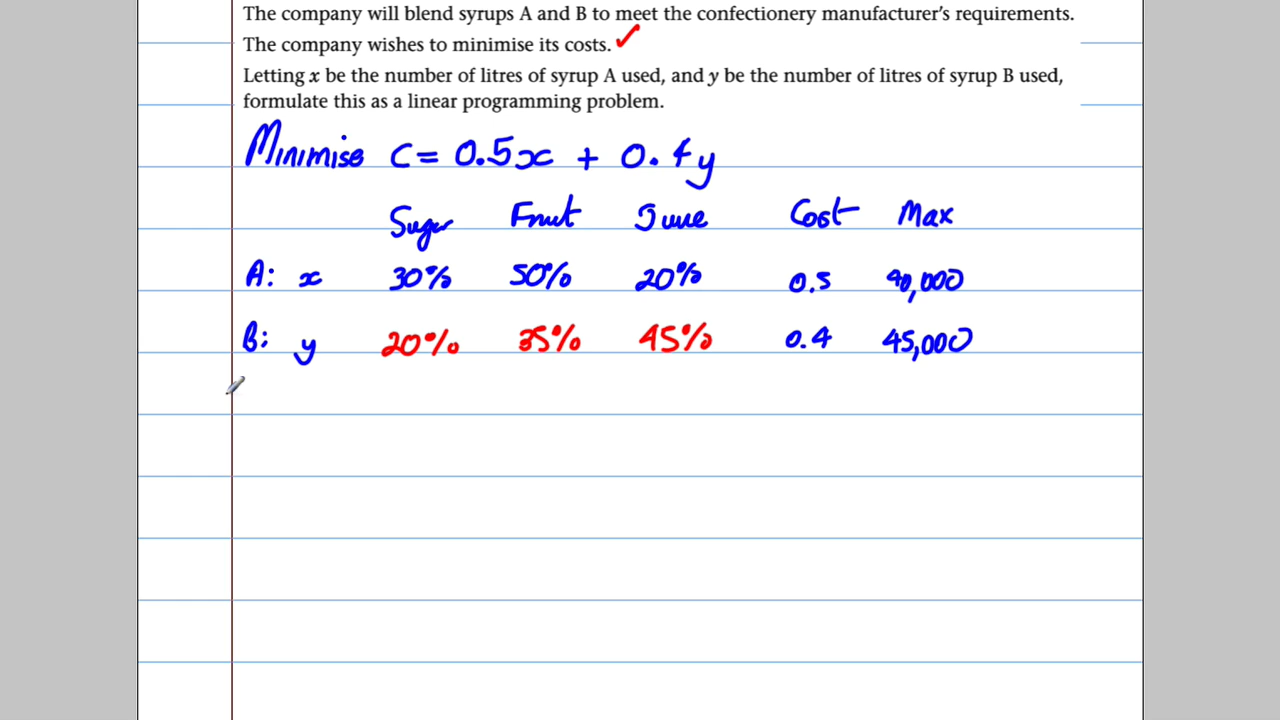 The company will blend syrups A and B to meet the confectionery manufacturer's requirements.
The company wishes to minimise its costs. ✓
Letting x be the number of litres of syrup A used, and y be the number of litres of syrup B used,
formulate this as a linear programming problem.
Minimise C = 0.5x + 0.4y
Sugar Fruit Juice Cost Max
A: x 30% 50% 20% 0.5 40,000
B: y 20% 35% 45% 0.4 45,000